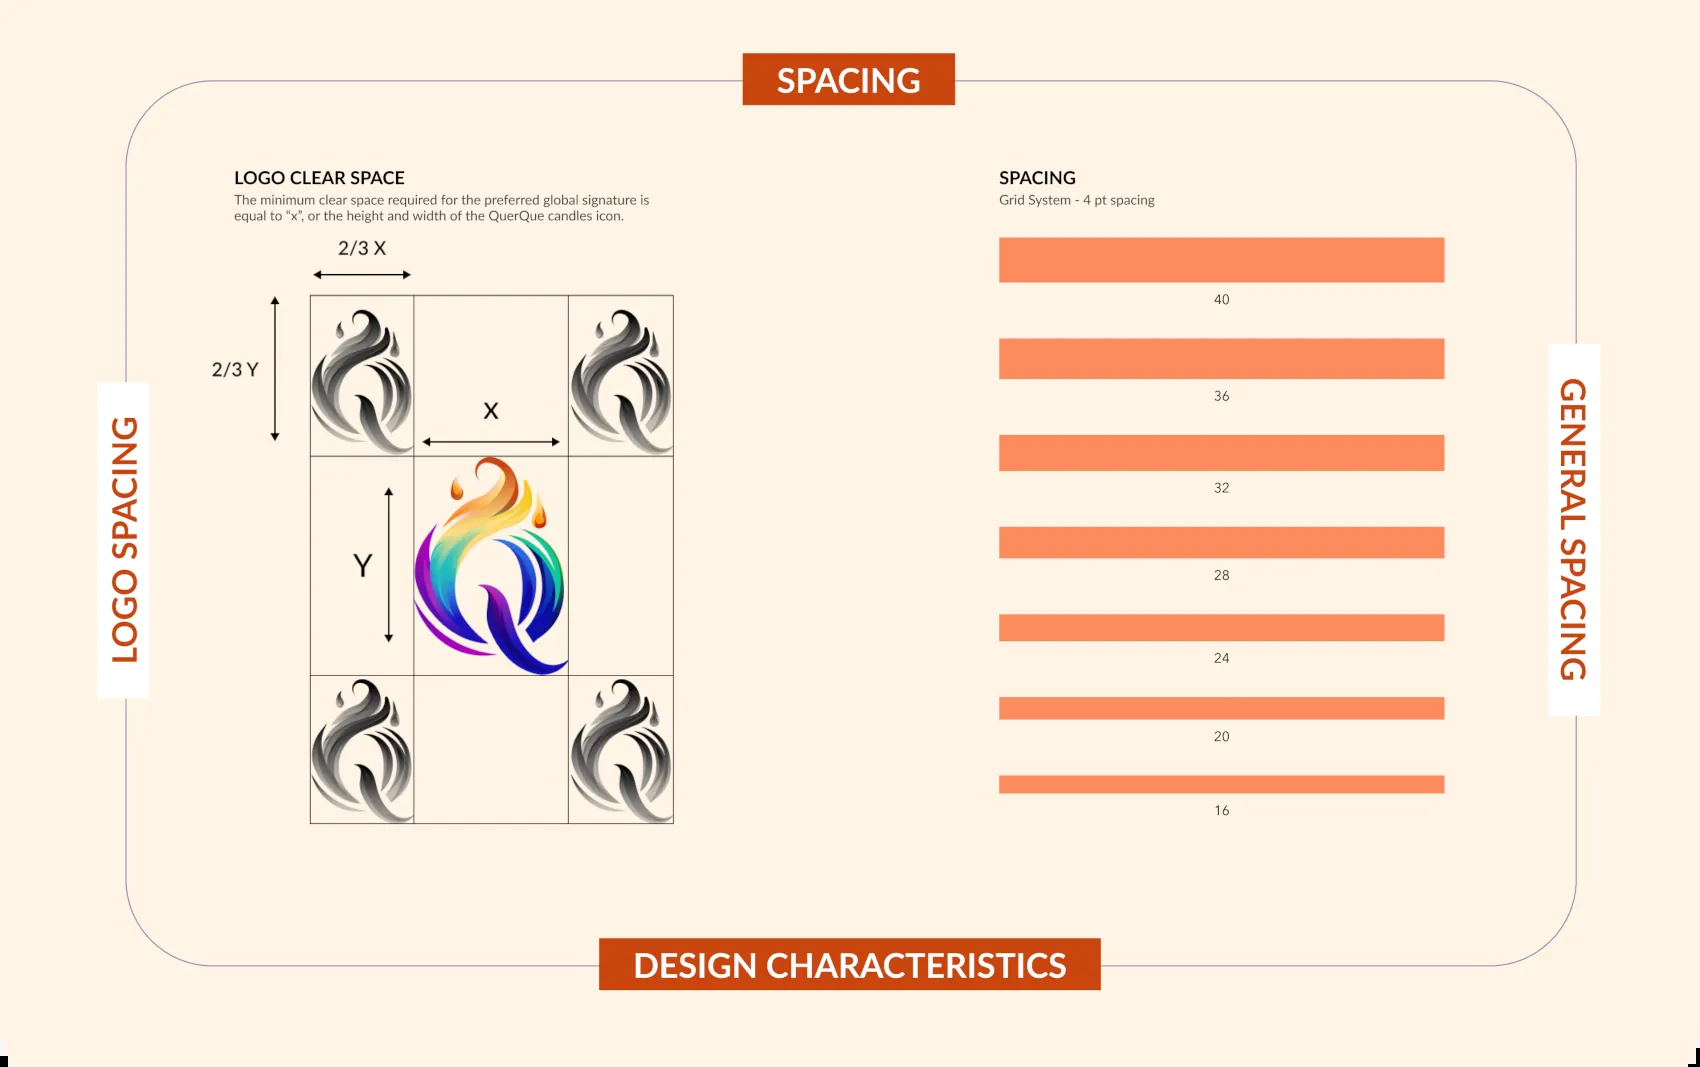 SPACING
LOGO CLEAR SPACE
The minimum clear space required for the preferred global signature is
equal to “x”, or the height and width of the QuerQue candles icon.
2/3 X
2/3 Y
X
Y
LOGO SPACING
SPACING
Grid System - 4 pt spacing
40
36
32
28
24
20
16
GENERAL SPACING
DESIGN CHARACTERISTICS